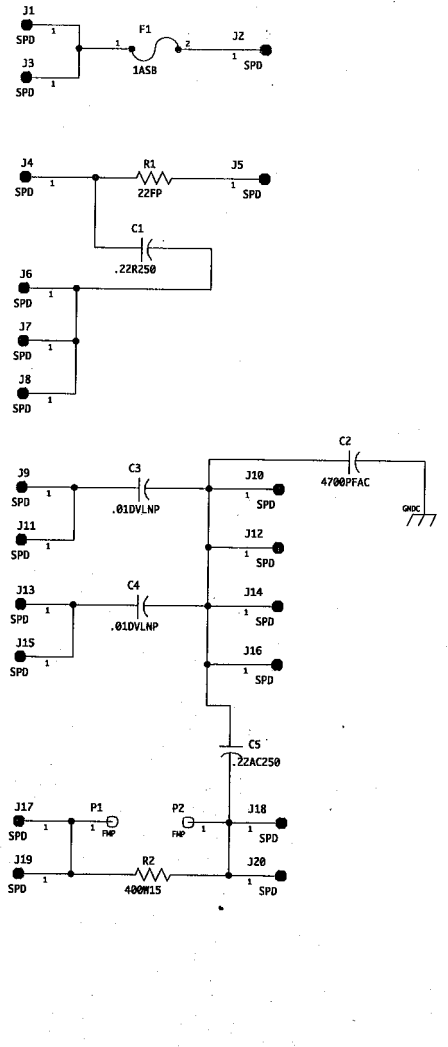 J1
F1
SPD
1
1
2
J2
1
SPD
J3
SPD
1
1ASB
J4
SPD
1
R1
22FP
J5
1
SPD
C1
.22R250
J6
SPD
1
J7
SPD
1
J8
SPD
1
C2
4700PFAC
GNDC
J9
SPD
1
C3
.01DVLNP
J10
1
SPD
J11
SPD
1
J12
1
SPD
J13
SPD
1
C4
.01DVLNP
J14
1
SPD
J15
SPD
1
J16
1
SPD
C5
.22AC250
J17
SPD
1
P1
1
FMP
P2
FMP
1
J18
1
SPD
J19
SPD
1
R2
400W15
J20
1
SPD